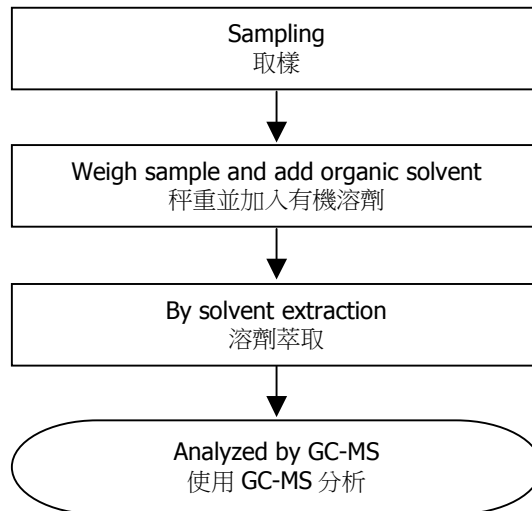 Sampling
取樣
Weigh sample and add organic solvent
秤重並加入有機溶劑
By solvent extraction
溶劑萃取
Analyzed by GC-MS
使用 GC-MS 分析